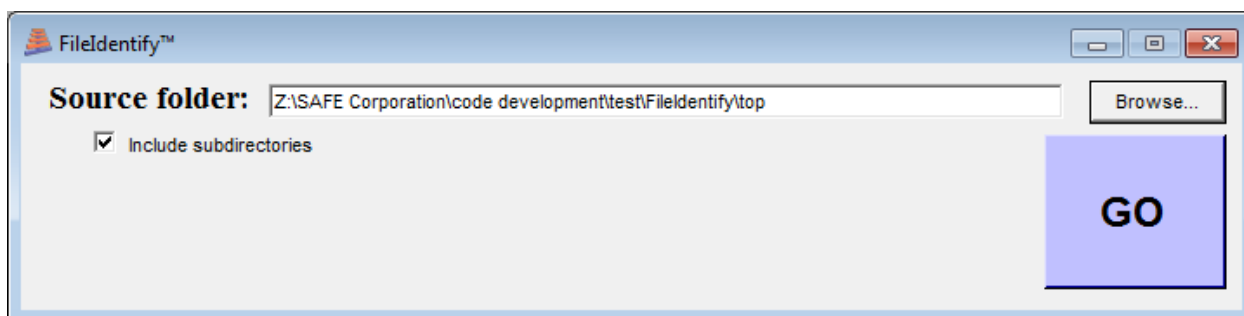 FileIdentify™
Source folder: Z:\SAFE Corporation\code development\test\FileIdentify\top Browse...
Include subdirectories
GO